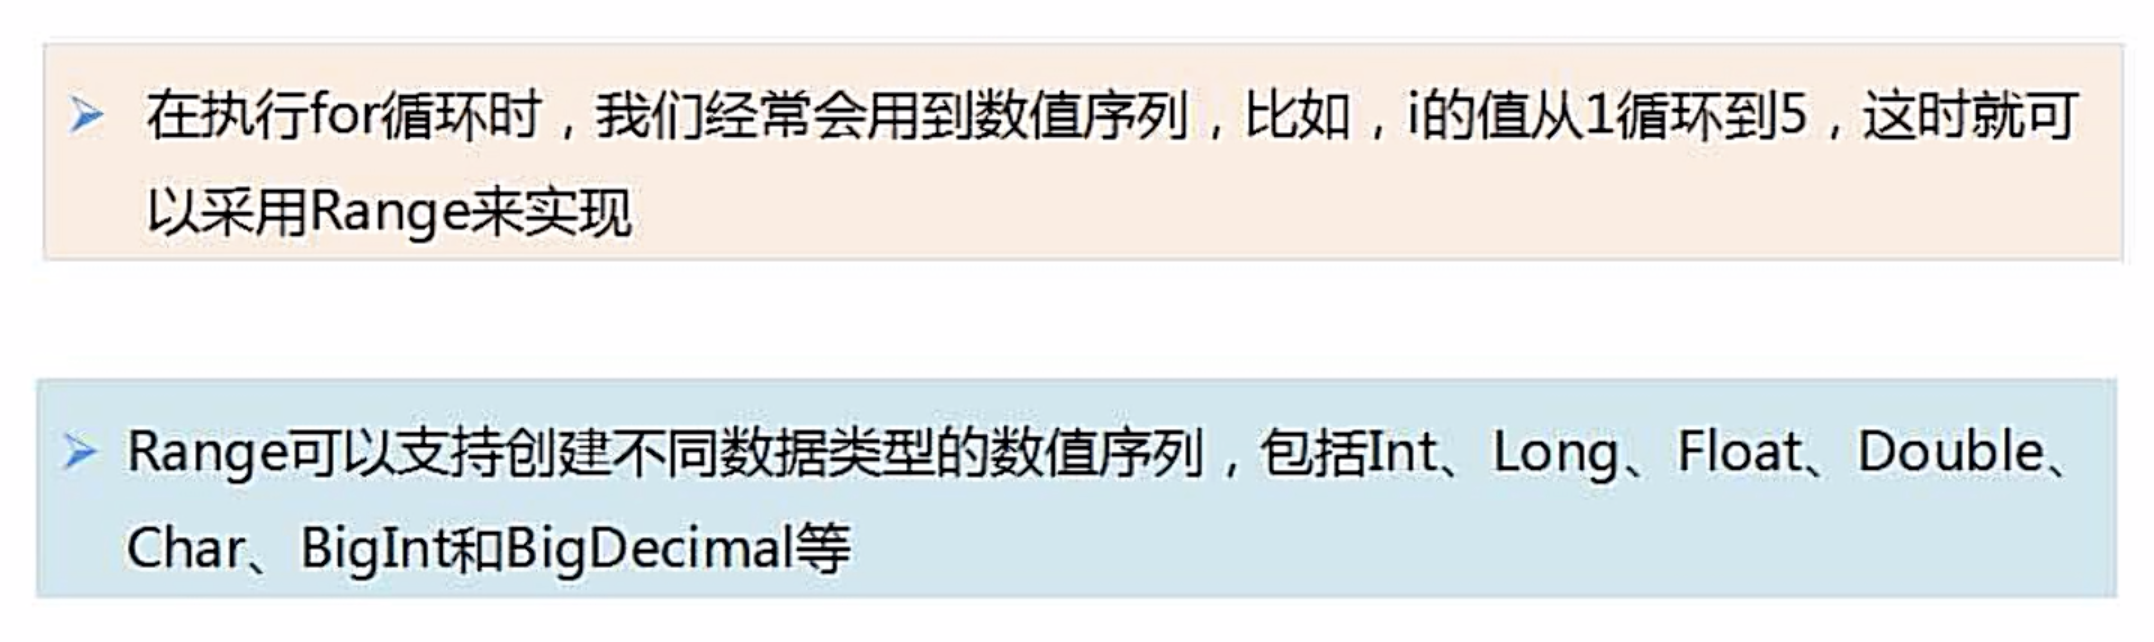 在执行for循环时，我们经常会用到数值序列，比如，i的值从1循环到5，这时就可
以采用Range来实现
Range可以支持创建不同数据类型的数值序列，包括Int、Long、Float、Double、
Char、BigInt和BigDecimal等